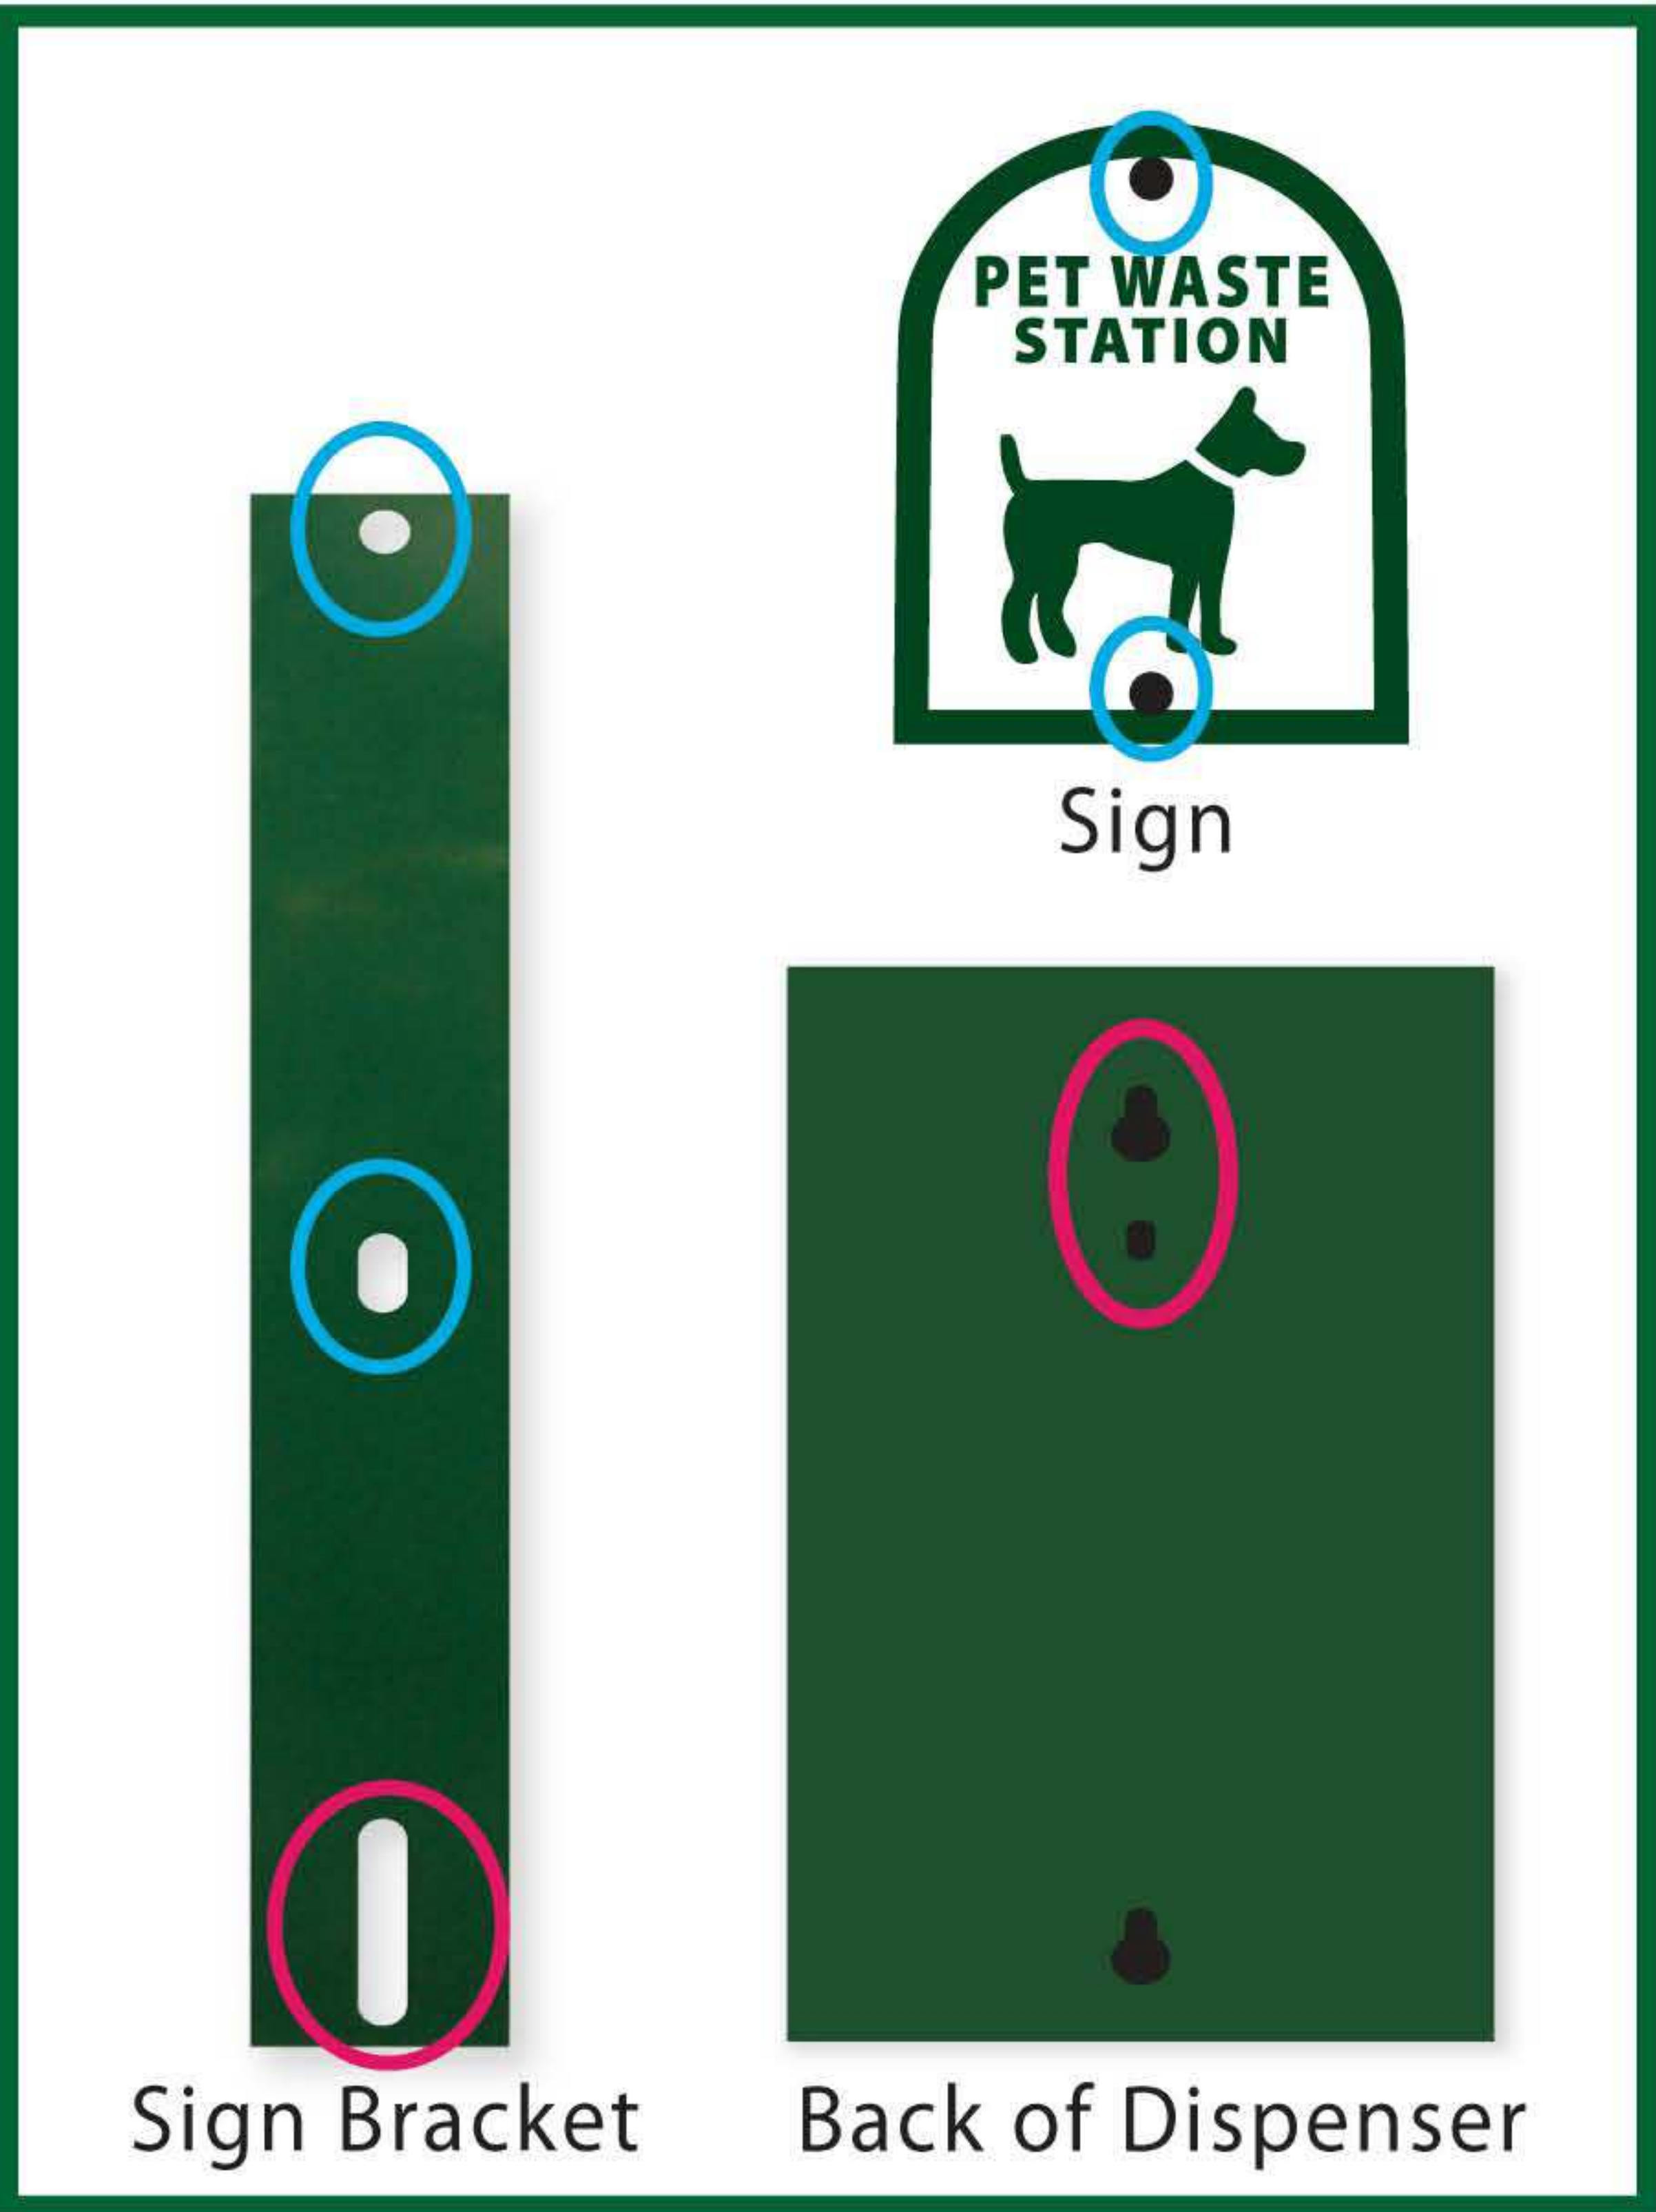 PET WASTE
STATION
Sign
Sign Bracket
Back of Dispenser